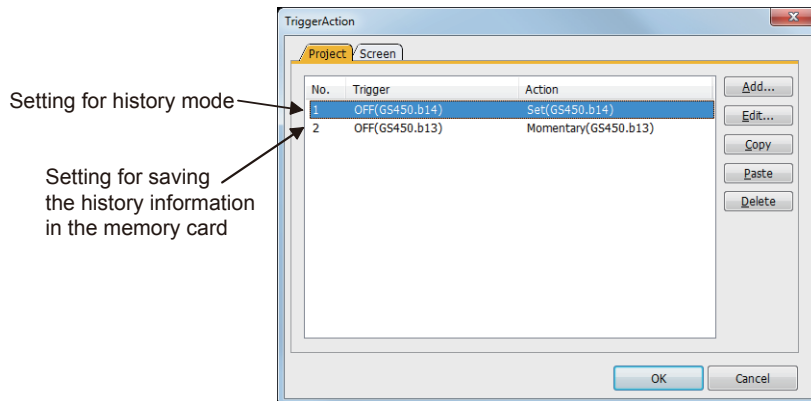 TriggerAction
Project Screen
No. Trigger Action
1 OFF(GS450.b14) Set(GS450.b14)
2 OFF(GS450.b13) Momentary(GS450.b13)
Add...
Edit...
Copy
Paste
Delete
OK Cancel
Setting for history mode
Setting for saving
the history information
in the memory card